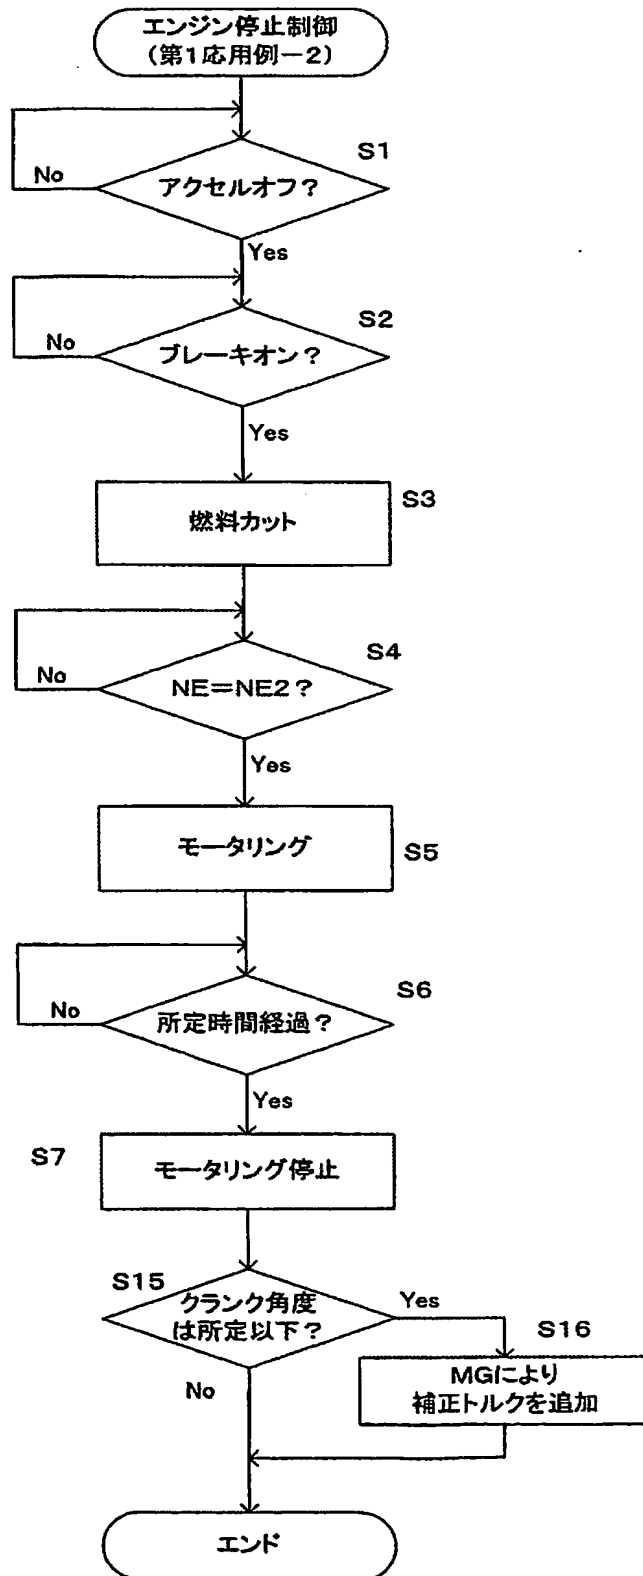 エンジン停止制御
(第1応用例－2)
S1
No
アクセルオフ？
Yes
S2
No
ブレーキオン？
Yes
S3
燃料カット
S4
No
NE＝NE2？
Yes
モータリング
S5
S6
No
所定時間経過？
Yes
S7
モータリング停止
S15
クランク角度
は所定以下？
Yes
S16
MGにより
補正トルクを追加
No
エンド